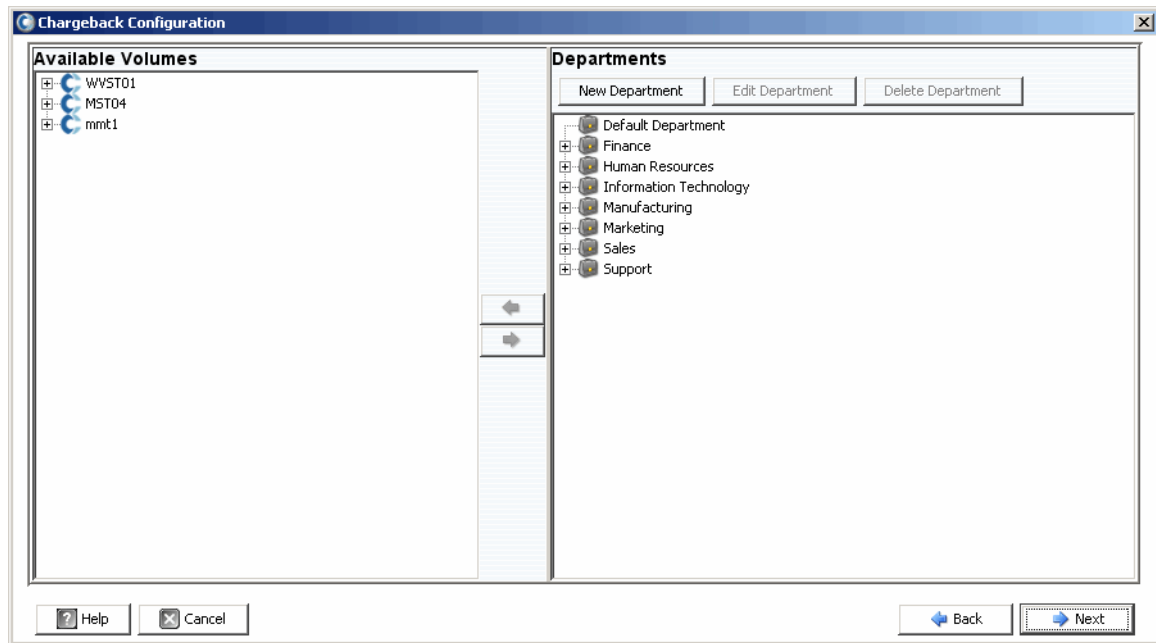 Chargeback Configuration
Available Volumes
WVST01
MST04
mmt1
Departments
New Department
Edit Department
Delete Department
Default Department
Finance
Human Resources
Information Technology
Manufacturing
Marketing
Sales
Support
Help
Cancel
Back
Next